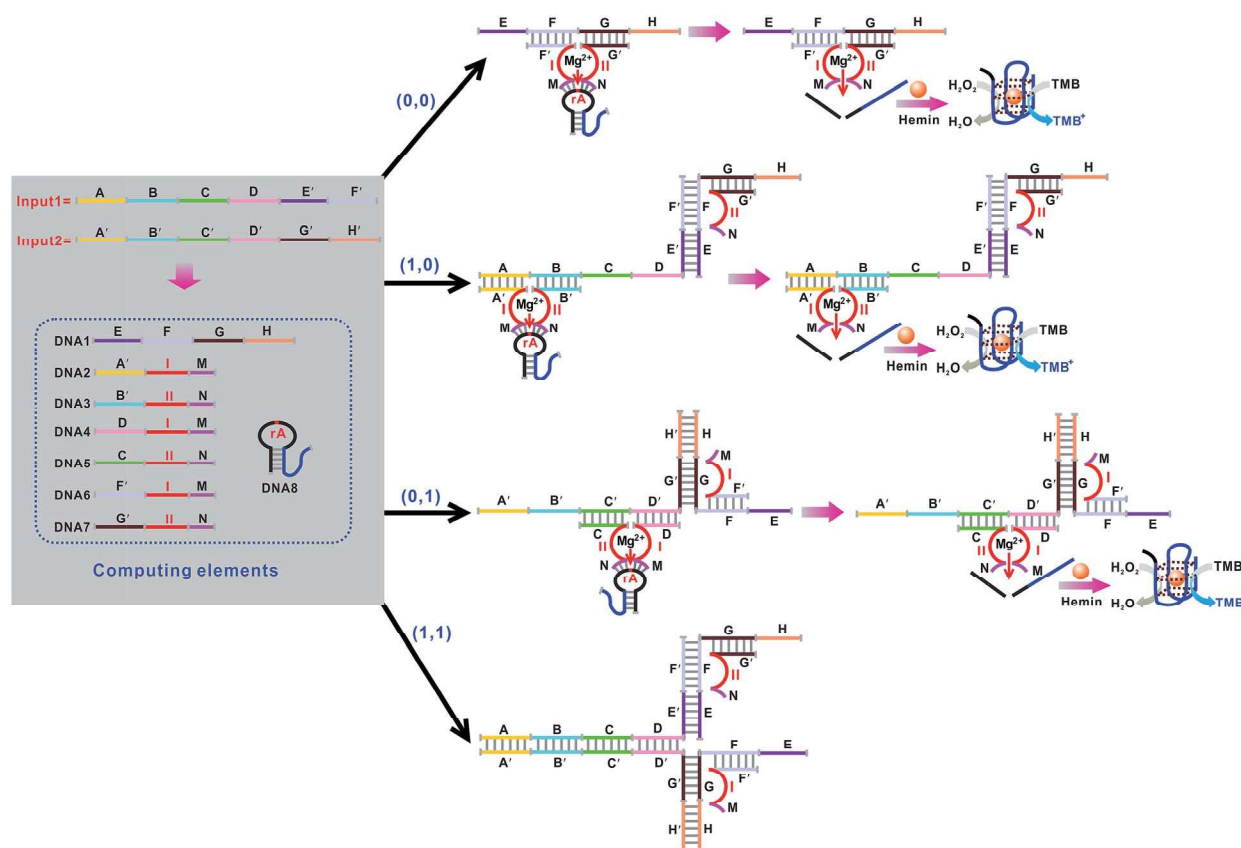 E F G H
F' G'
I Mg2+ II
M N
rA
E F G H
F' G'
I Mg2+ II
M N
H2O2 TMB
Hemin
H2O TMB+
(0,0)
Input1= A B C D E' F'
Input2= A' B' C' D' G' H'
DNA1 E F G H
DNA2 A' I M
DNA3 B' II N
DNA4 D I M
DNA5 C II N
DNA6 F' I M
DNA7 G' II N
rA
DNA8
Computing elements
(1,0)
G H
F' F G'
II
N
E' E
A B C D
A' B'
I Mg2+ II
M N
rA
G H
F' F G'
II
N
E' E
A B C D
A' B'
I Mg2+ II
M N
H2O2 TMB
Hemin
H2O TMB+
(0,1)
H' H
M
G' G I
F'
A' B' C' D' F E
C D
II Mg2+ I
N M
rA
H' H
M
G' G I
F'
A' B' C' D' F E
C D
II Mg2+ I
N M
H2O2 TMB
Hemin
H2O TMB
(1,1)
G H
F' F G'
II
N
E' E
A B C D
A' B' C' D'
F E
F'
G' G I
M
H' H